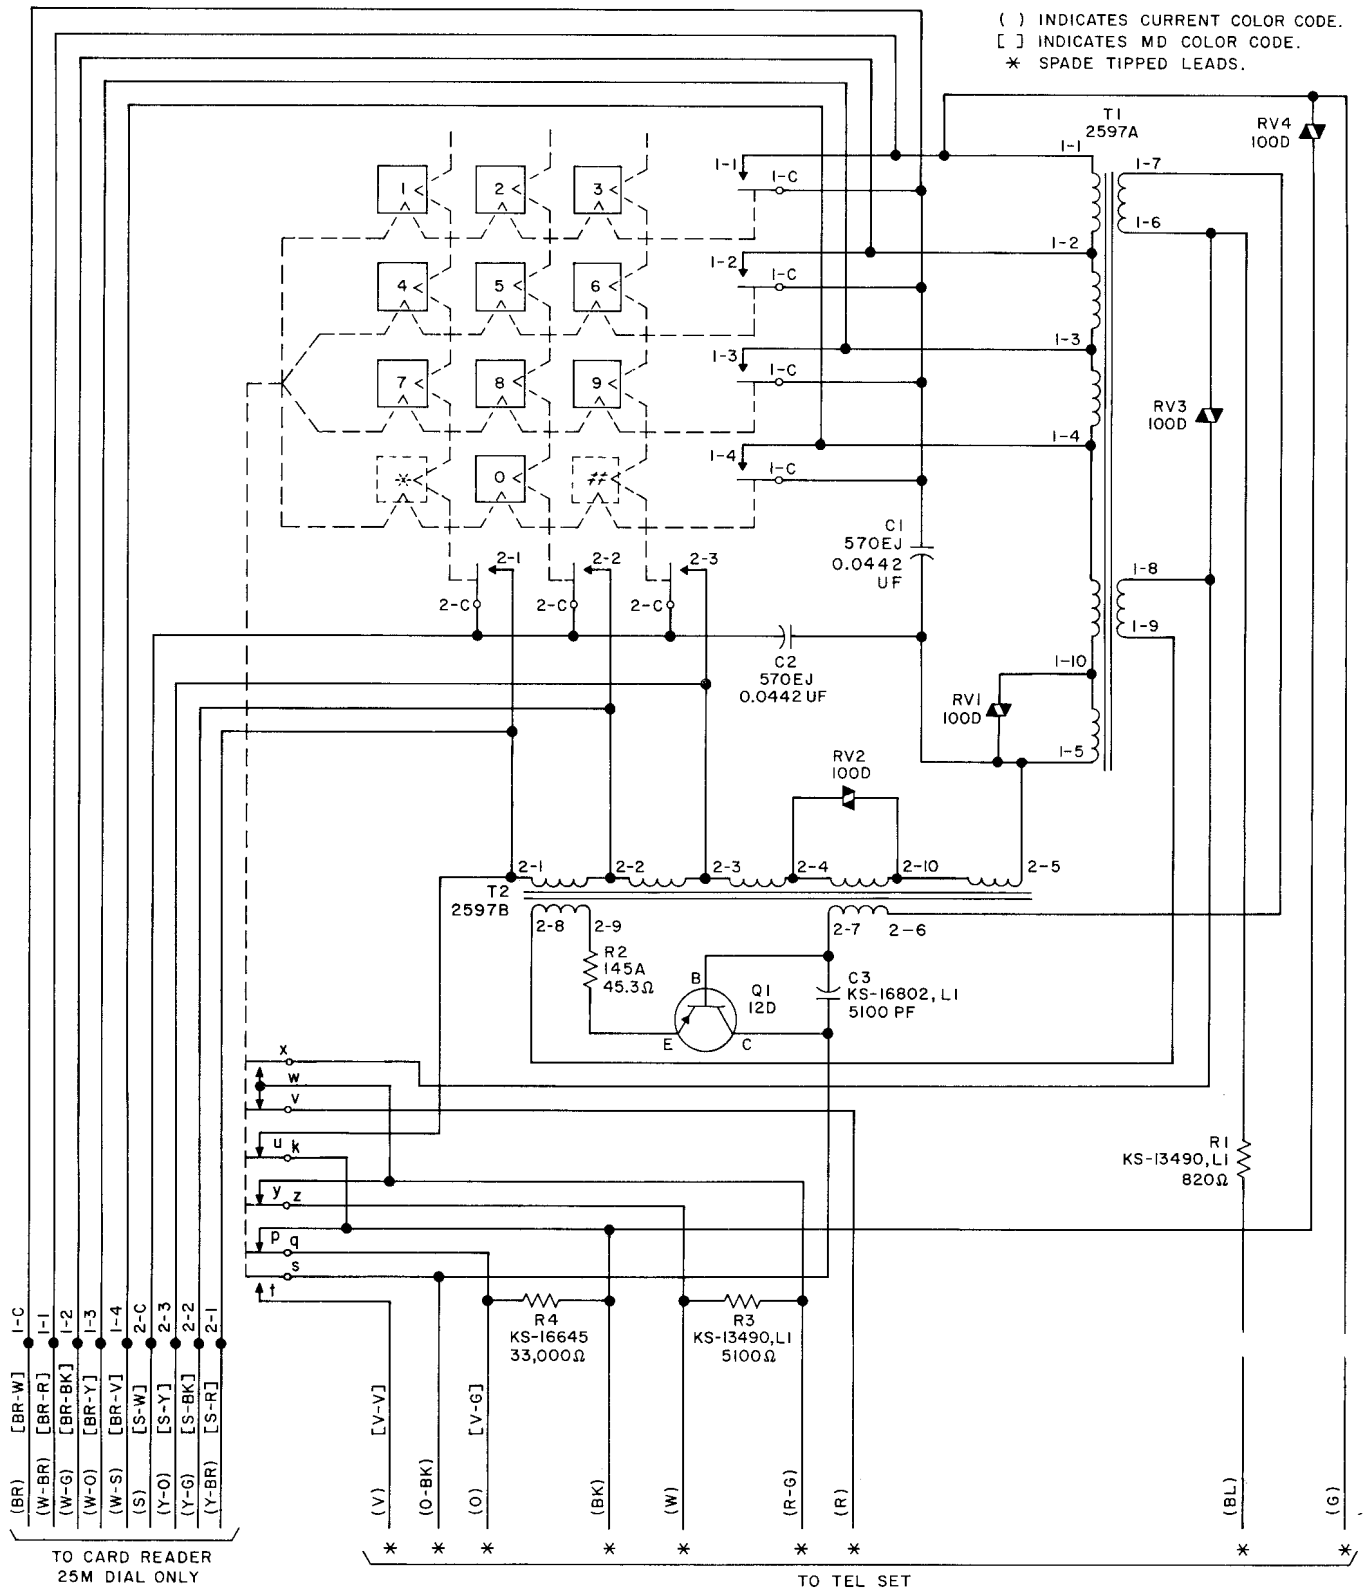 ( ) INDICATES CURRENT COLOR CODE.
[ ] INDICATES MD COLOR CODE.
* SPADE TIPPED LEADS.
T1
2597A
RV4
100D
1-1
1-7
1-6
1-1
1-C
1
2
3
1-2
1-2
1-C
4
5
6
1-3
1-3
1-C
7
8
9
RV3
100D
1-4
1-4
1-C
*
0
#
C1
570EJ
0.0442
UF
2-1
2-2
2-3
1-8
2-C
2-C
2-C
1-9
C2
570EJ
0.0442 UF
1-10
RV1
100D
1-5
RV2
100D
2-1
2-2
2-3
2-4
2-10
2-5
T2
2597B
2-8
2-9
2-7
2-6
R2
145A
45.3Ω
B
Q1
12D
E
C
C3
KS-16802, L1
5100 PF
x
w
v
u k
y z
p q
s
t
R1
KS-13490, L1
820Ω
R4
KS-16645
33,000Ω
R3
KS-13490, L1
5100Ω
1-C
1-1
1-2
1-3
1-4
2-C
2-3
2-2
2-1
[BR-W]
[BR-R]
[BR-BK]
[BR-Y]
[BR-V]
[S-W]
[S-Y]
[S-BK]
[S-R]
[V-V]
[V-G]
(BR)
(W-BR)
(W-G)
(W-O)
(W-S)
(S)
(Y-O)
(Y-G)
(Y-BR)
(V)
(O-BK)
(O)
(BK)
(W)
(R-G)
(R)
(BL)
(G)
* * * * * * * * *
TO CARD READER
25M DIAL ONLY
TO TEL SET